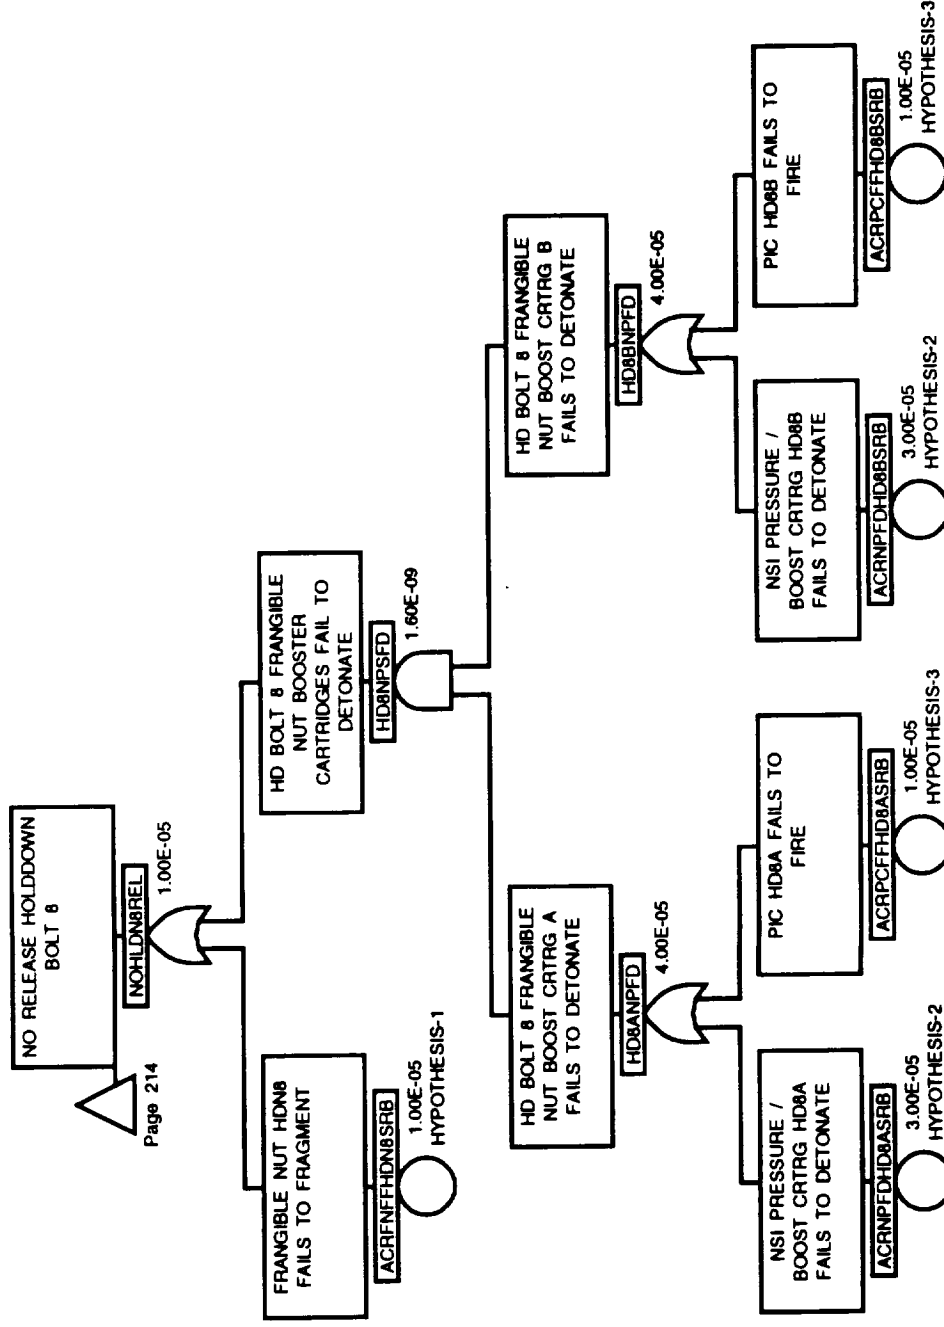 NO RELEASE HOLDDOWN
BOLT 8
NOHLDN8REL
1.00E-05
Page 214
FRANGIBLE NUT HDN8
FAILS TO FRAGMENT
ACRFNFFHDN8SRB
1.00E-05
HYPOTHESIS-1
HD BOLT 8 FRANGIBLE
NUT BOOSTER
CARTRIDGES FAIL TO
DETONATE
HD8NPSFD
1.60E-09
HD BOLT 8 FRANGIBLE
NUT BOOST CRTRG A
FAILS TO DETONATE
HD8ANPFD
4.00E-05
HD BOLT 8 FRANGIBLE
NUT BOOST CRTRG B
FAILS TO DETONATE
HD8BNPFD
4.00E-05
NSI PRESSURE /
BOOST CRTRG HD8A
FAILS TO DETONATE
ACRNPFDHD8ASRB
3.00E-05
HYPOTHESIS-2
PIC HD8A FAILS TO
FIRE
ACRPCFFHD8ASRB
1.00E-05
HYPOTHESIS-3
NSI PRESSURE /
BOOST CRTRG HD8B
FAILS TO DETONATE
ACRNPFDHD8BSRB
3.00E-05
HYPOTHESIS-2
PIC HD8B FAILS TO
FIRE
ACRPCFFHD8BSRB
1.00E-05
HYPOTHESIS-3